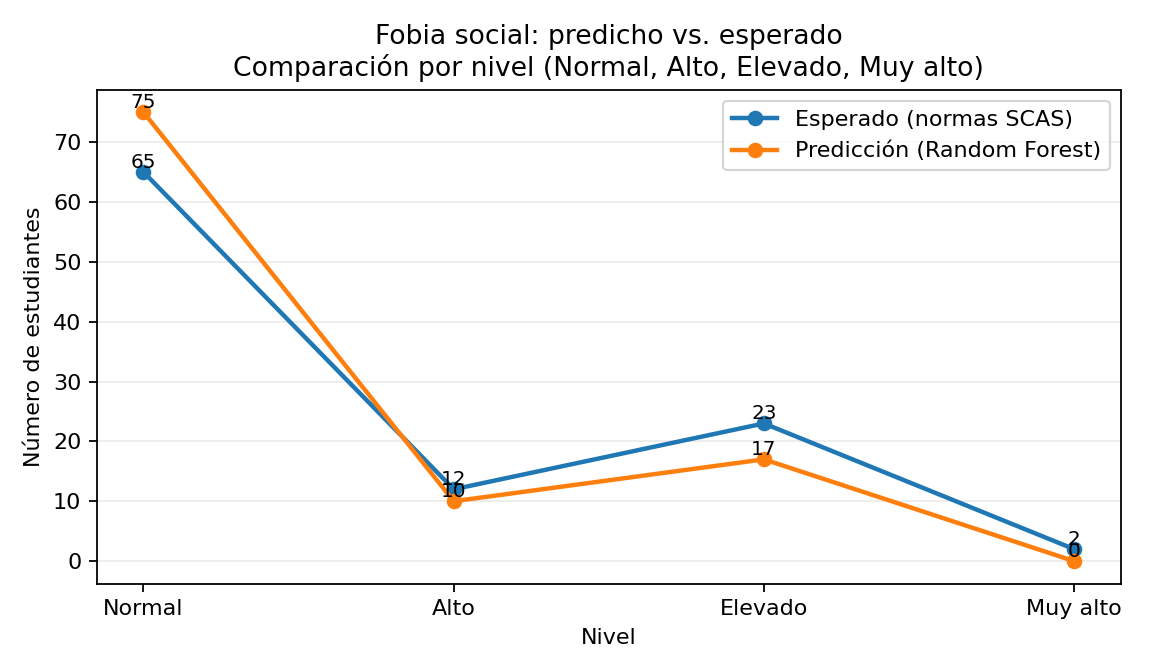 Fobia social: predicho vs. esperado
Comparación por nivel (Normal, Alto, Elevado, Muy alto)
75
65
Esperado (normas SCAS)
Predicción (Random Forest)
70
60
50
40
30
20
10
0
Número de estudiantes
12
10
23
17
2
0
Normal
Alto
Elevado
Muy alto
Nivel